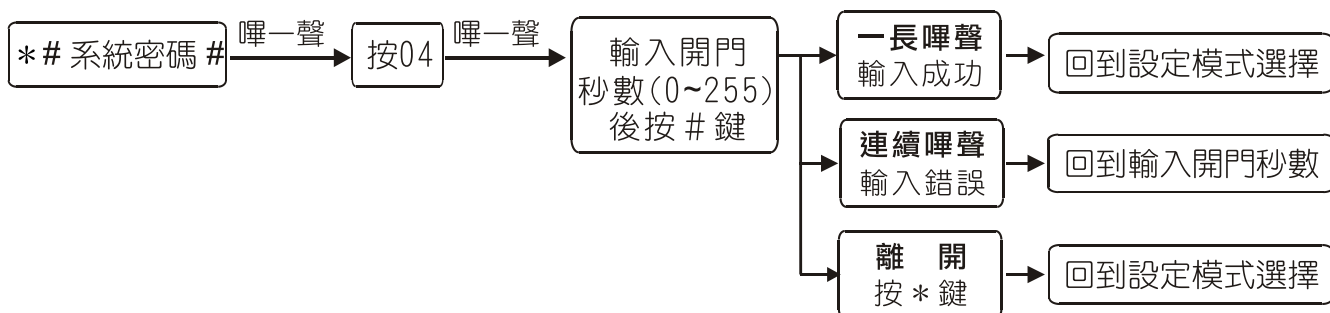 ＊# 系統密碼 #
嗶一聲
按04
嗶一聲
輸入開門
秒數(0~255)
後按＃鍵
一長嗶聲
輸入成功
回到設定模式選擇
連續嗶聲
輸入錯誤
回到輸入開門秒數
離　開
按＊鍵
回到設定模式選擇